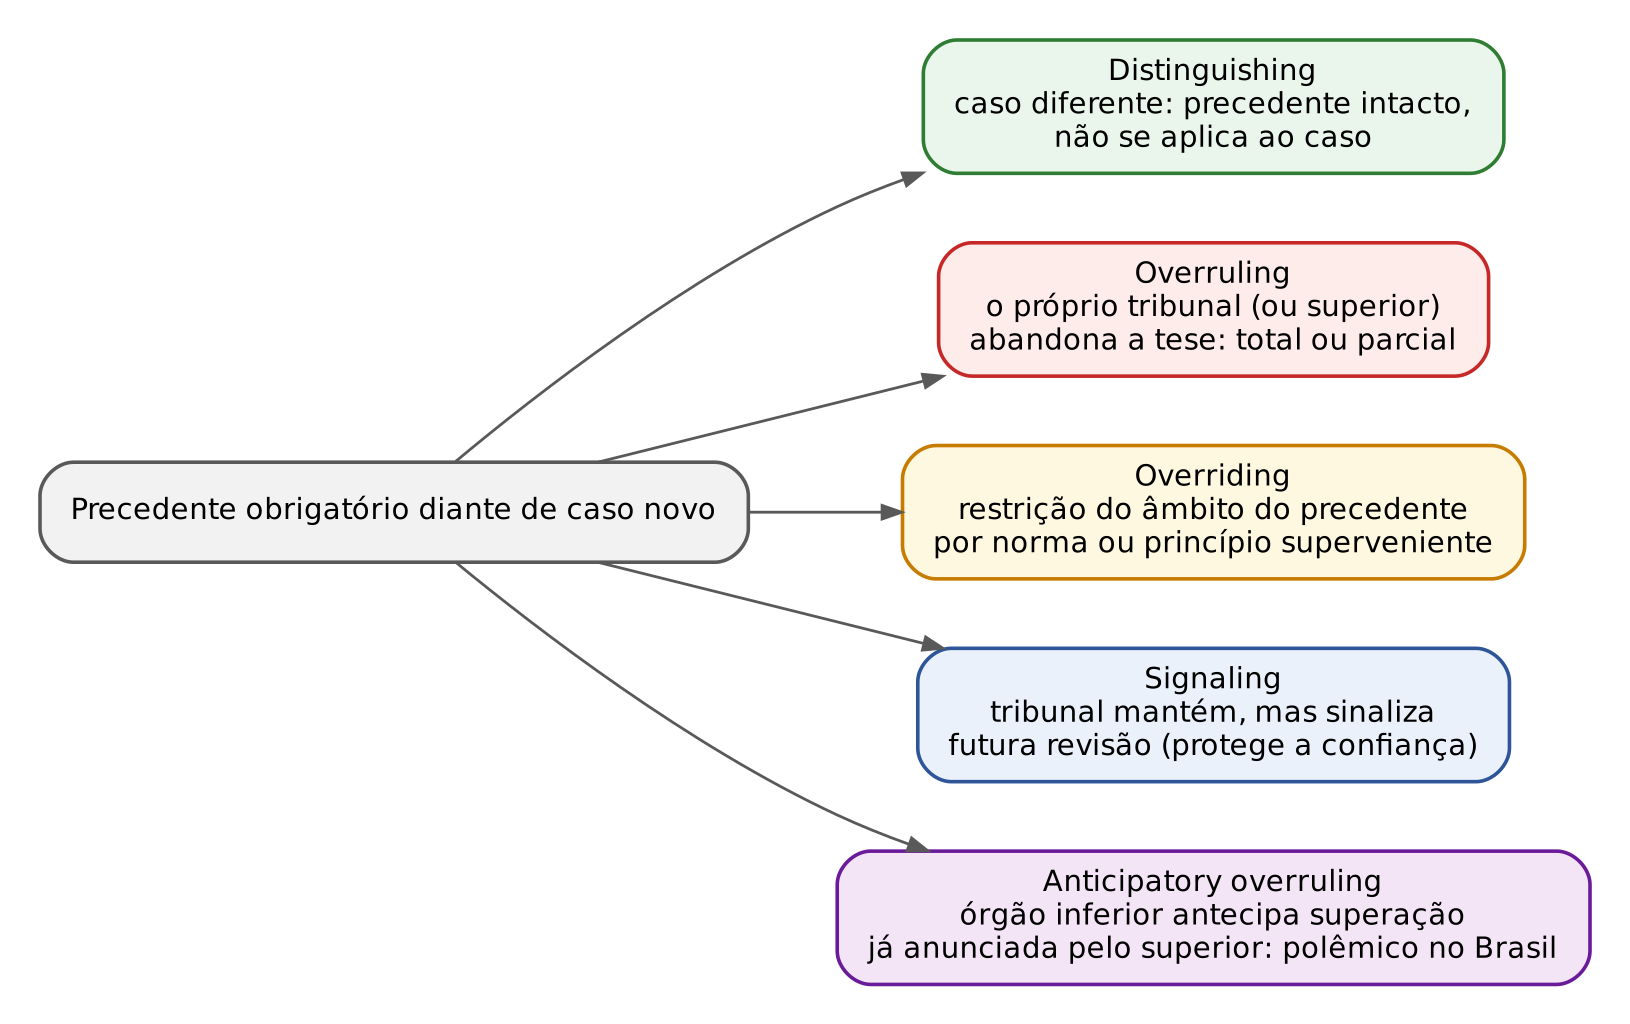 Distinguishing
caso diferente: precedente intacto,
não se aplica ao caso
Overruling
o próprio tribunal (ou superior)
abandona a tese: total ou parcial
Precedente obrigatório diante de caso novo
Overriding
restrição do âmbito do precedente
por norma ou princípio superveniente
Signaling
tribunal mantém, mas sinaliza
futura revisão (protege a confiança)
Anticipatory overruling
órgão inferior antecipa superação
já anunciada pelo superior: polêmico no Brasil